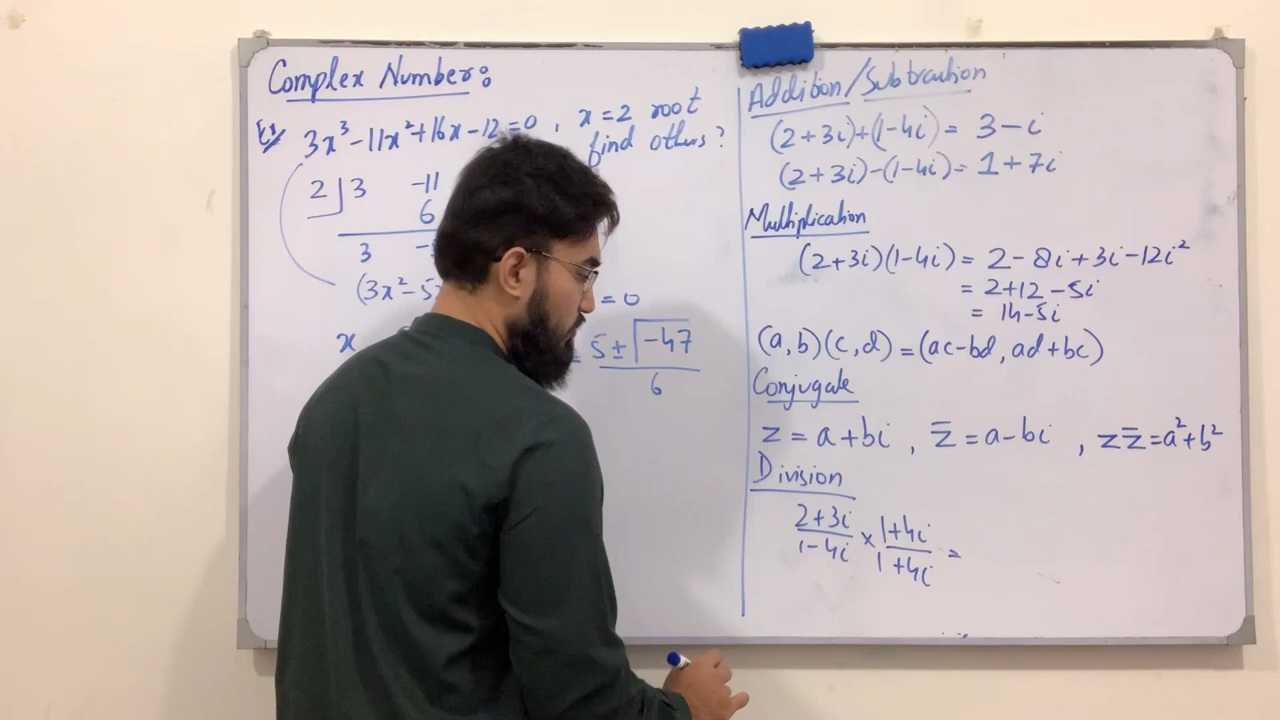 Complex Number:
Ex/ 3x³-11x²+16x-12=0, x=2 root
find others?
2 3 -11
6
3 -
(3x²-5x = 0
x = 5±√-47
6
Addition/Subtraction
(2+3i)+(1-4i)= 3-i
(2+3i)-(1-4i)= 1+7i
Multiplication
(2+3i)(1-4i) = 2-8i+3i-12i²
= 2+12-5i
= 14-5i
(a,b)(c,d)=(ac-bd, ad+bc)
Conjugate
z = a+bi, z̄ = a-bi, zz̄=a²+b²
Division
2+3i/1-4i × 1+4i/1+4i =